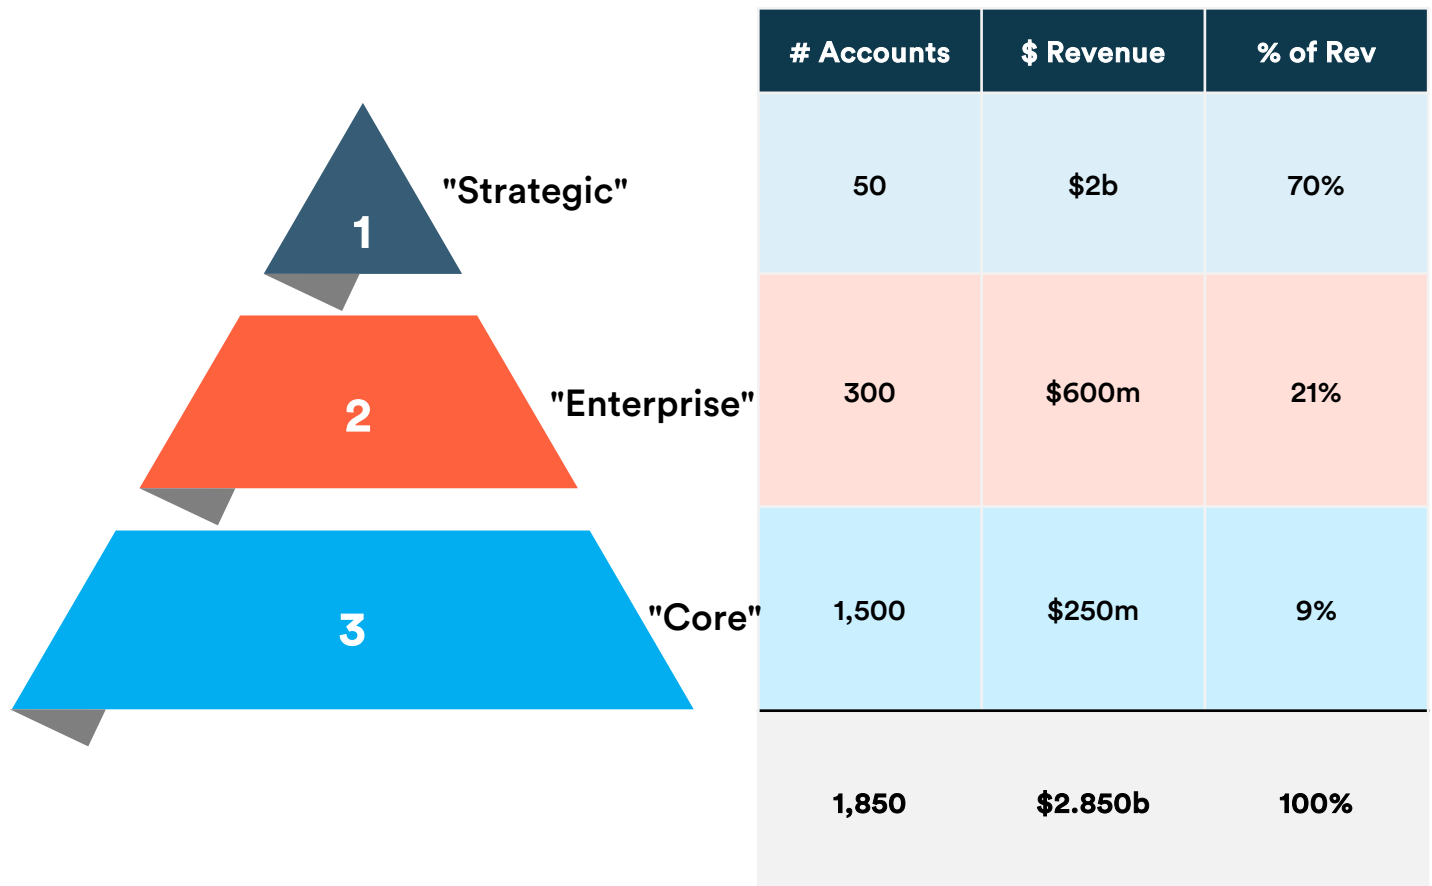 # Accounts $ Revenue % of Rev
1 "Strategic" 50 $2b 70%
2 "Enterprise" 300 $600m 21%
3 "Core" 1,500 $250m 9%
1,850 $2.850b 100%